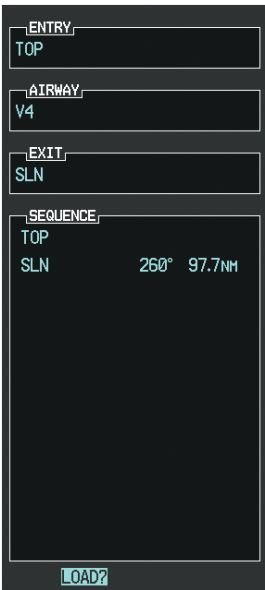 ENTRY
TOP
AIRWAY
V4
EXIT
SLN
SEQUENCE
TOP
SLN 260° 97.7NM
LOAD?